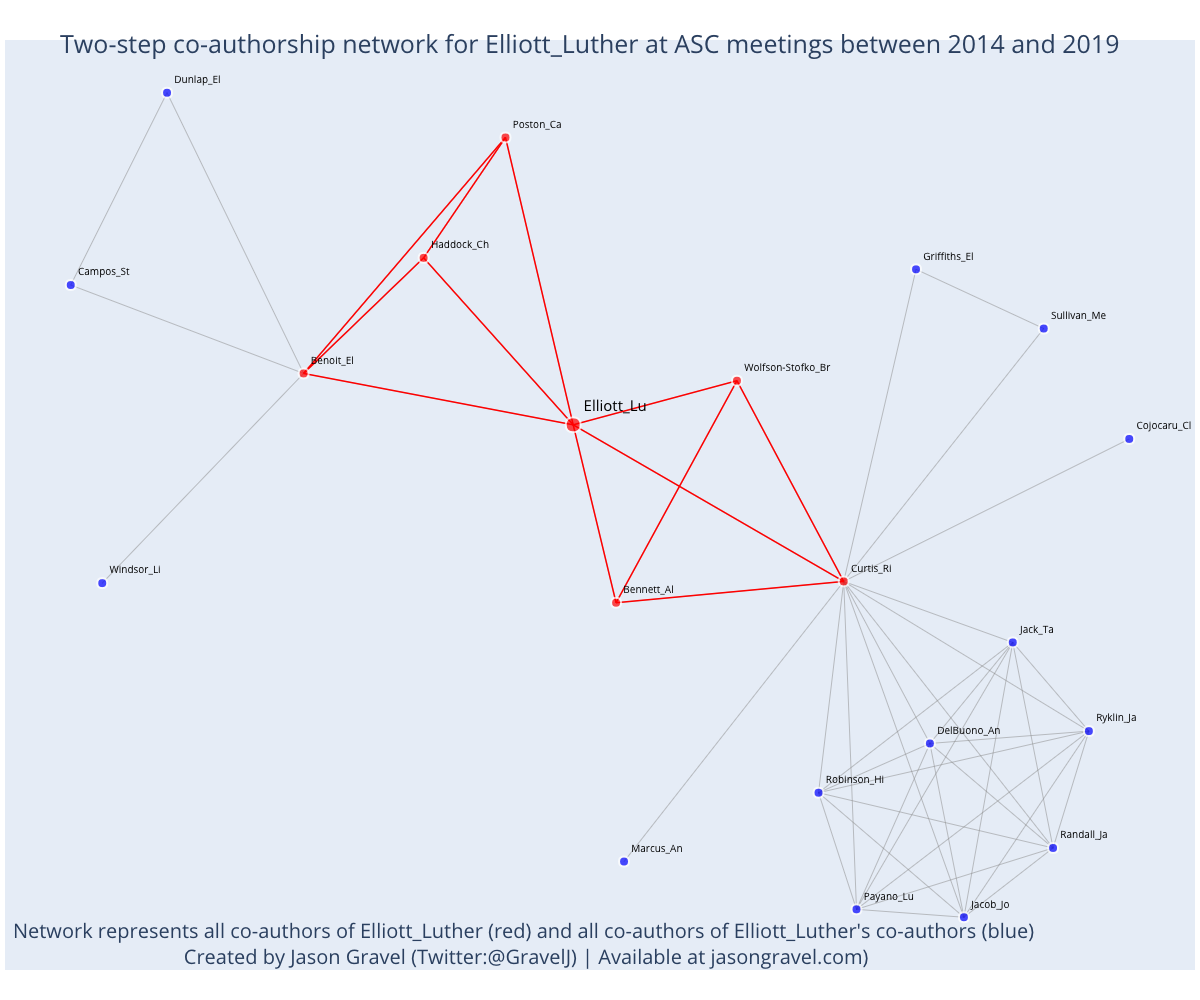 Two-step co-authorship network for Elliott_Luther at ASC meetings between 2014 and 2019
Dunlap_El
Poston_Ca
Haddock_Ch
Griffiths_El
Campos_St
Sullivan_Me
Benoit_El
Wolfson-Stofko_Br
Elliott_Lu
Cojocaru_Cl
Windsor_Li
Curtis_Ri
Bennett_Al
Jack_Ta
Ryklin_Ja
DelBuono_An
Robinson_Hi
Randall_Ja
Marcus_An
Payano_Lu
Jacob_Jo
Network represents all co-authors of Elliott_Luther (red) and all co-authors of Elliott_Luther's co-authors (blue)
Created by Jason Gravel (Twitter:@GravelJ) | Available at jasongravel.com)